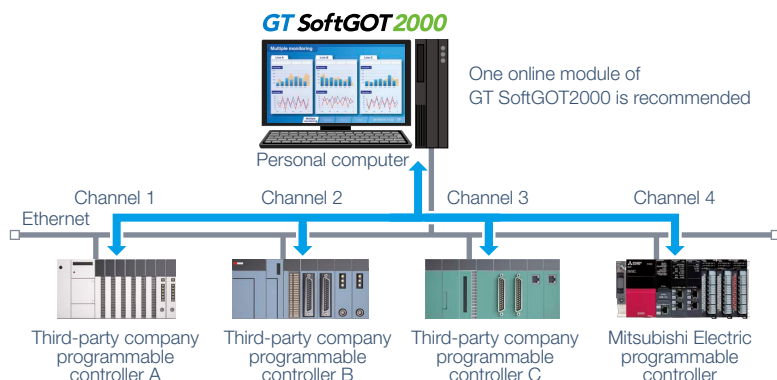 GT SoftGOT2000
Multiple monitoring
One online module of
GT SoftGOT2000 is recommended
Personal computer
Channel 1
Channel 2
Channel 3
Channel 4
Ethernet
Third-party company
programmable
controller A
Third-party company
programmable
controller B
Third-party company
programmable
controller C
Mitsubishi Electric
programmable
controller